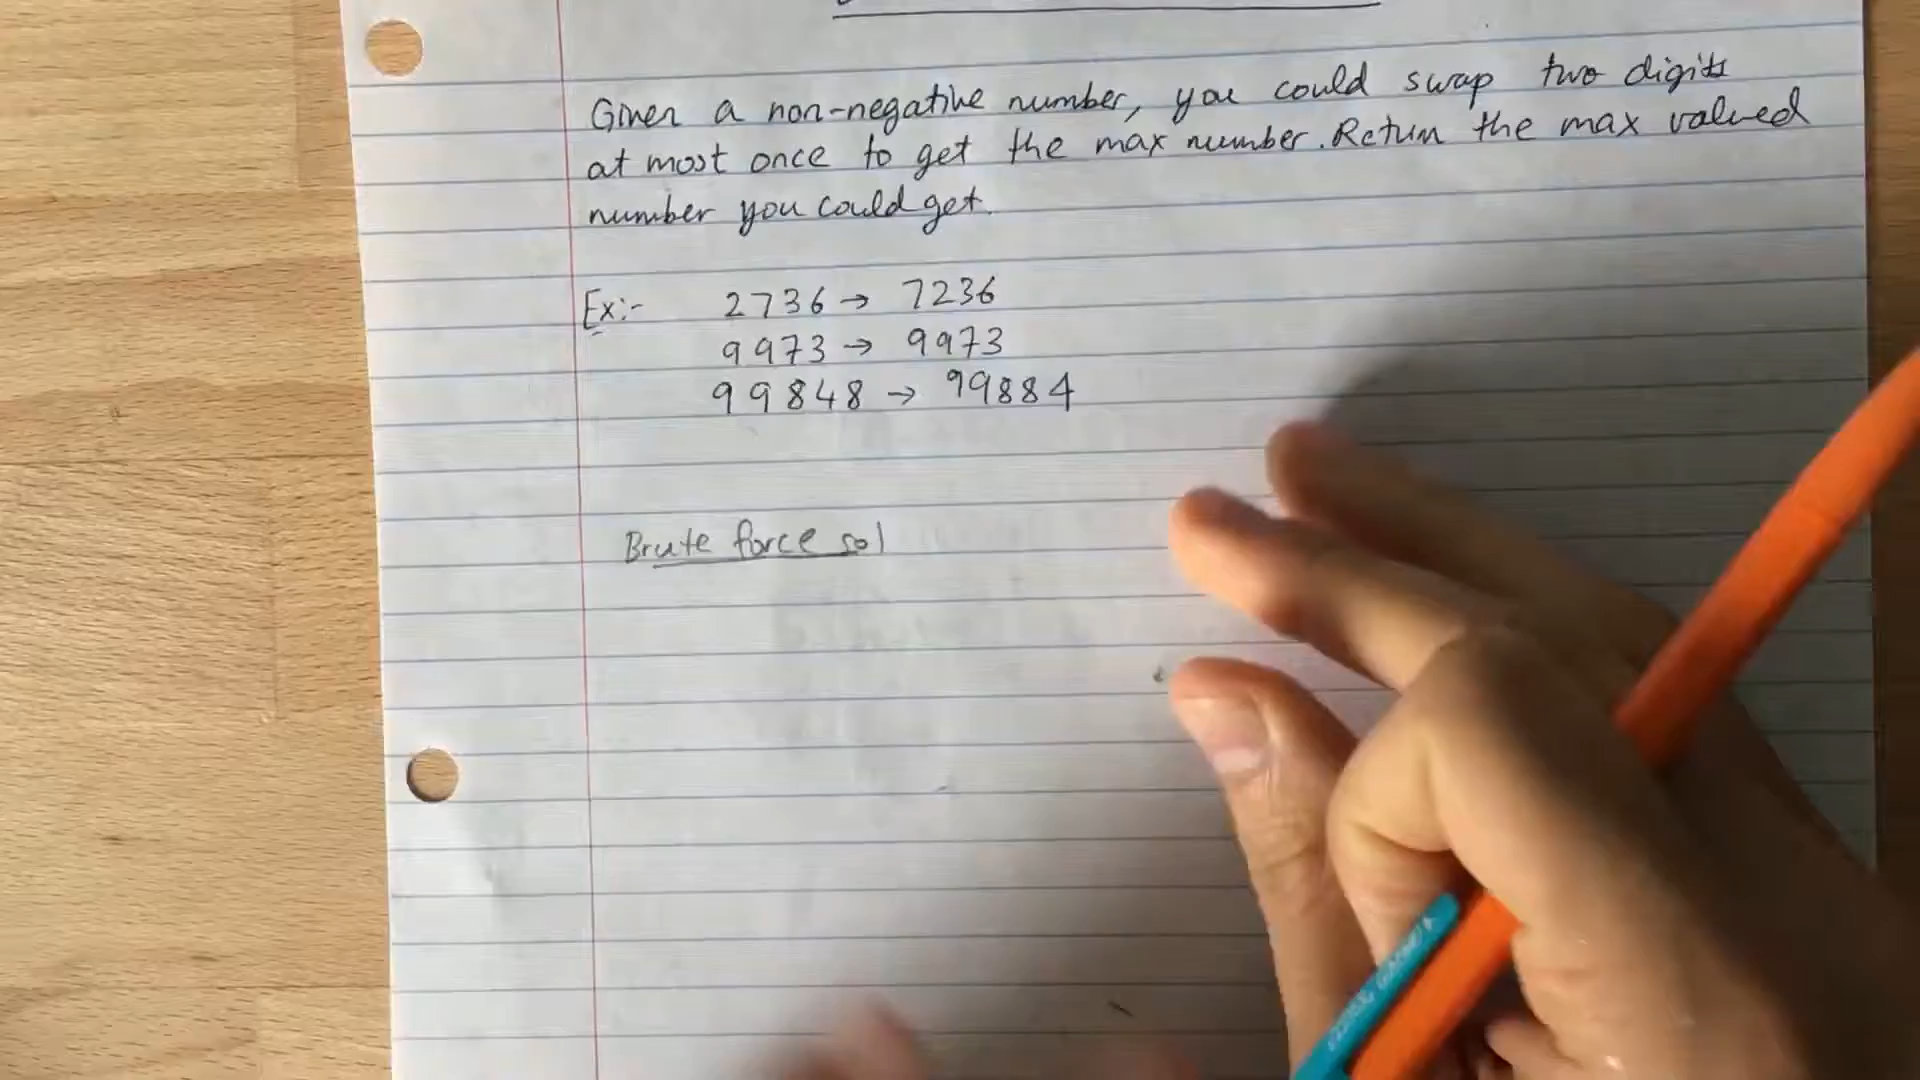 Given a non-negative number, you could swap two digits
at most once to get the max number. Return the max valued
number you could get.
Ex:- 2736 → 7236
9973 → 9973
99848 → 99884
Brute force sol